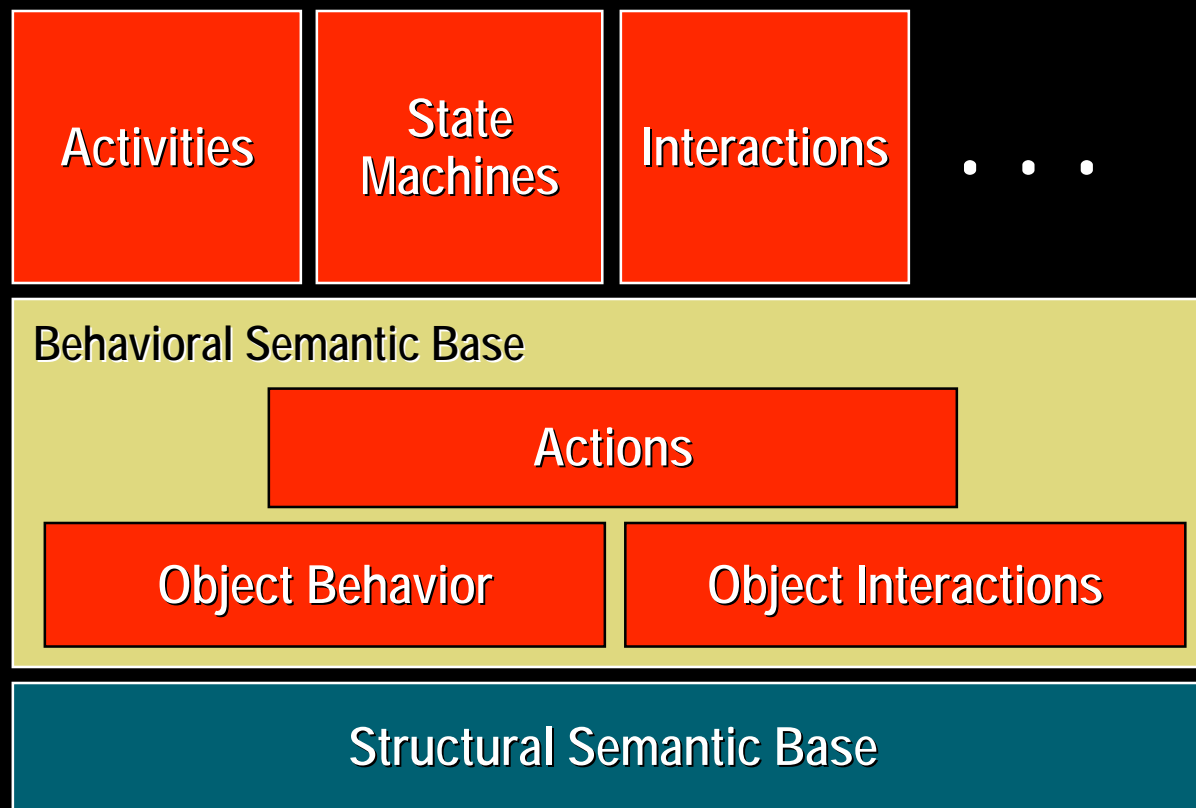 Activities
State
Machines
Interactions
. . .
Behavioral Semantic Base
Actions
Object Behavior
Object Interactions
Structural Semantic Base